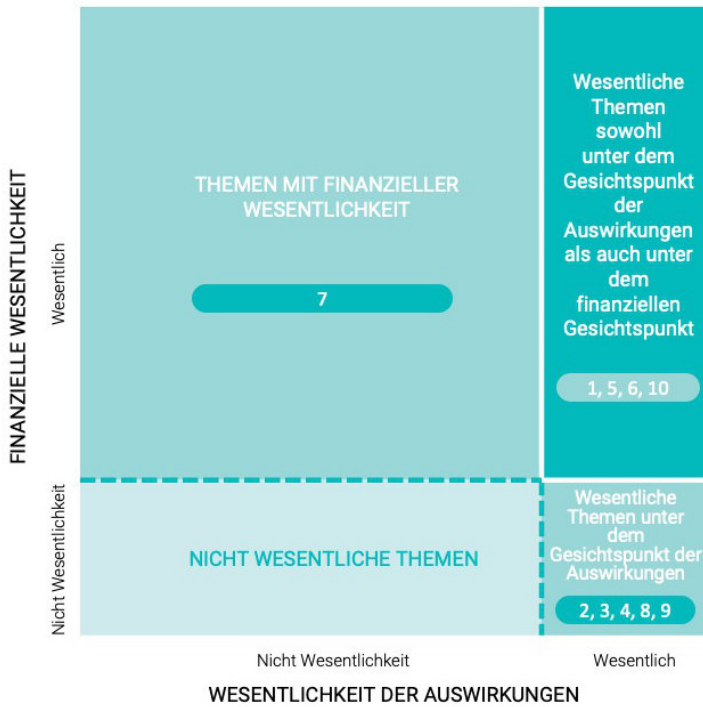 FINANZIELLE WESENTLICHKEIT
Wesentlich
Nicht Wesentlichkeit
THEMEN MIT FINANZIELLER
WESENTLICHKEIT
7
Wesentliche
Themen
sowohl
unter dem
Gesichtspunkt
der
Auswirkungen
als auch unter
dem
finanziellen
Gesichtspunkt
1, 5, 6, 10
NICHT WESENTLICHE THEMEN
Wesentliche
Themen unter
dem
Gesichtspunkt der
Auswirkungen
2, 3, 4, 8, 9
Nicht Wesentlichkeit
Wesentlich
WESENTLICHKEIT DER AUSWIRKUNGEN